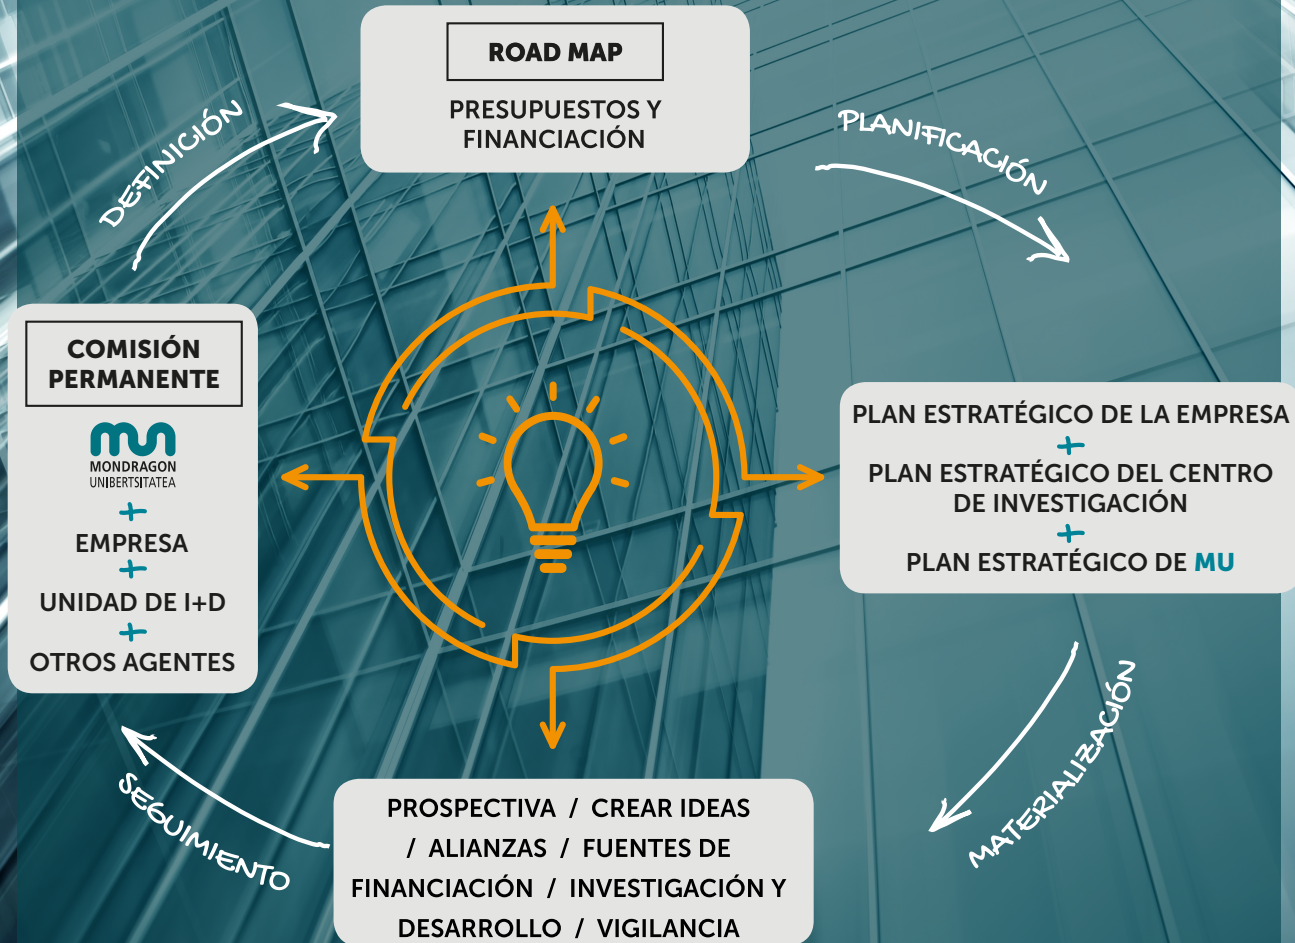 ROAD MAP
PRESUPUESTOS Y
FINANCIACIÓN
DEFINICIÓN
PLANIFICACIÓN
COMISIÓN
PERMANENTE
mun
MONDRAGON
UNIBERTSITATEA
+
EMPRESA
+
UNIDAD DE I+D
+
OTROS AGENTES
PLAN ESTRATÉGICO DE LA EMPRESA
+
PLAN ESTRATÉGICO DEL CENTRO
DE INVESTIGACIÓN
+
PLAN ESTRATÉGICO DE MU
MATERIALIZACIÓN
SEGUIMIENTO
PROSPECTIVA / CREAR IDEAS
/ ALIANZAS / FUENTES DE
FINANCIACIÓN / INVESTIGACIÓN Y
DESARROLLO / VIGILANCIA